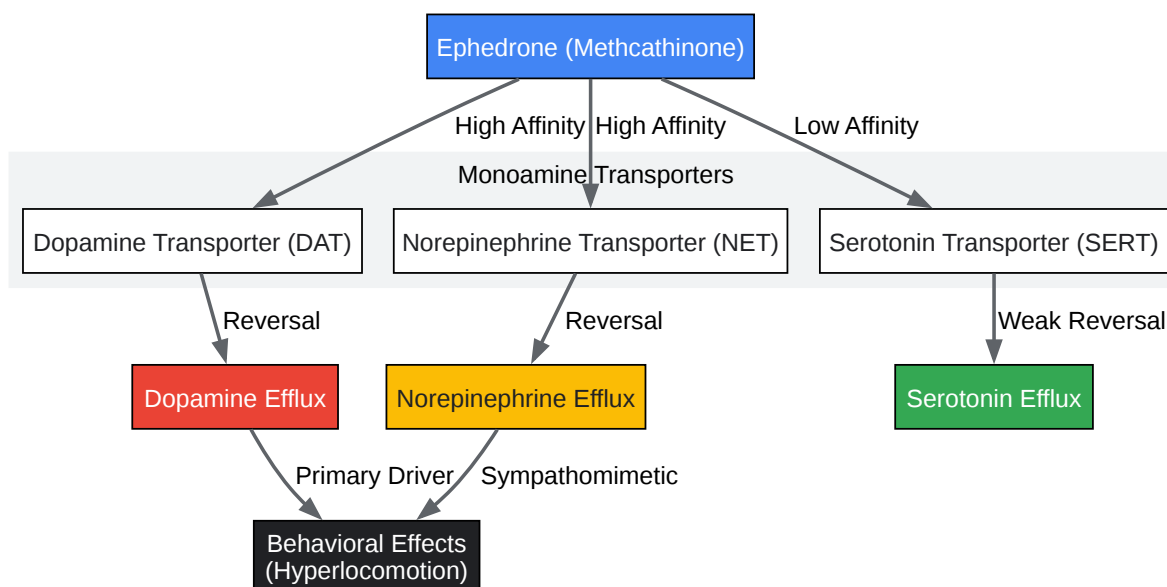 Ephedrone (Methcathinone)
High Affinity
High Affinity
Low Affinity
Monoamine Transporters
Dopamine Transporter (DAT)
Norepinephrine Transporter (NET)
Serotonin Transporter (SERT)
Reversal
Reversal
Weak Reversal
Dopamine Efflux
Norepinephrine Efflux
Serotonin Efflux
Primary Driver
Sympathomimetic
Behavioral Effects
(Hyperlocomotion)